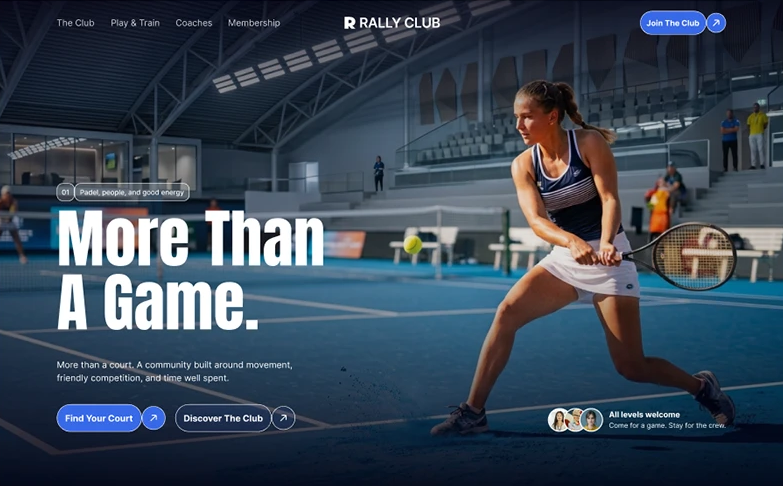 The Club Play & Train Coaches Membership RALLY CLUB Join The Club
01 Padel, people, and good energy
More Than
A Game.
More than a court. A community built around movement,
friendly competition, and time well spent.
Find Your Court Discover The Club
All levels welcome
Come for a game. Stay for the crew.